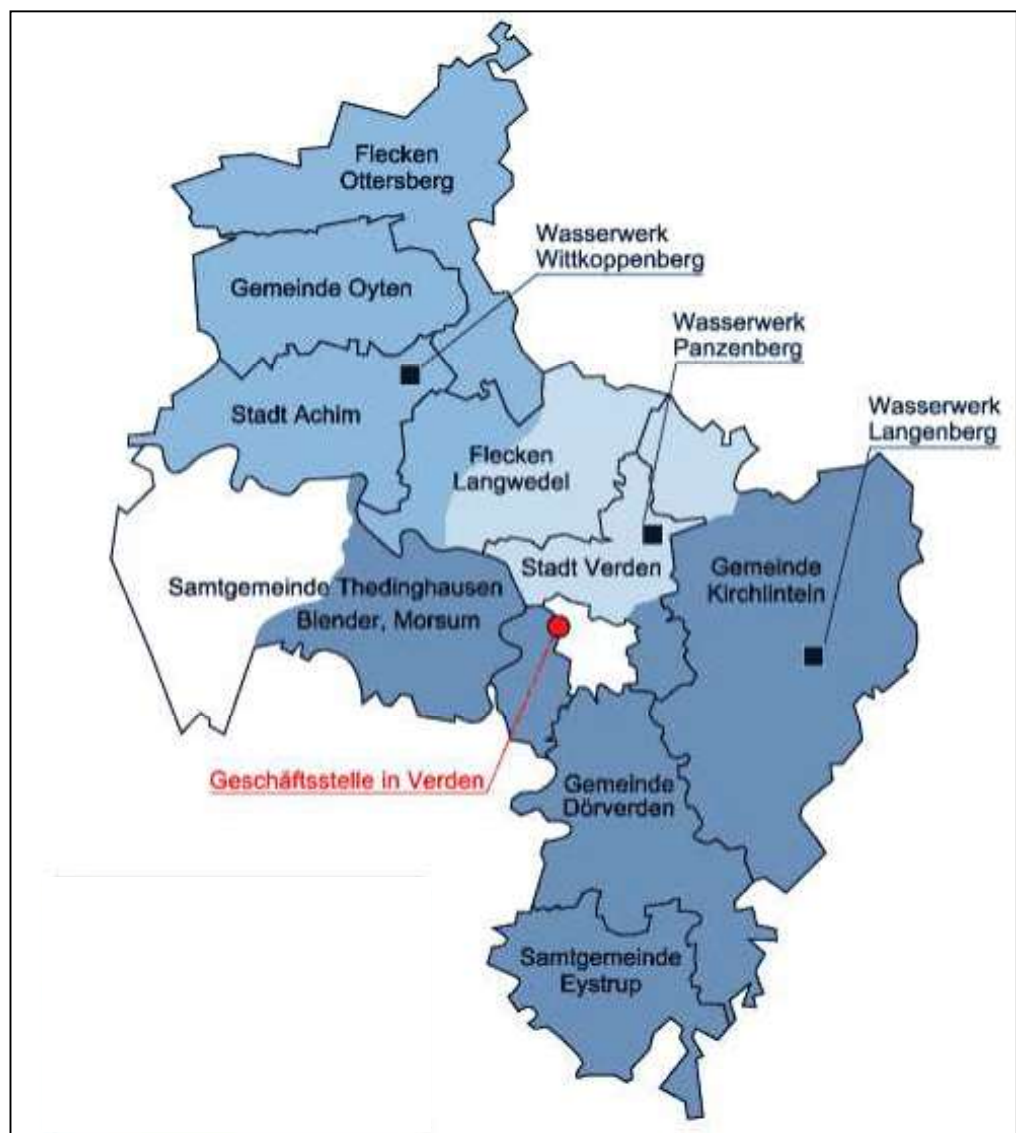 Flecken
Ottersberg
Wasserwerk
Wittkoppenberg
Gemeinde Oyten
Wasserwerk
Panzenberg
Stadt Achim
Wasserwerk
Langenberg
Flecken
Langwedel
Stadt Verden
Gemeinde
Kirchlinteln
Samtgemeinde Thedinghausen
Blender, Morsum
Geschäftsstelle in Verden
Gemeinde
Dörverden
Samtgemeinde
Eystrup